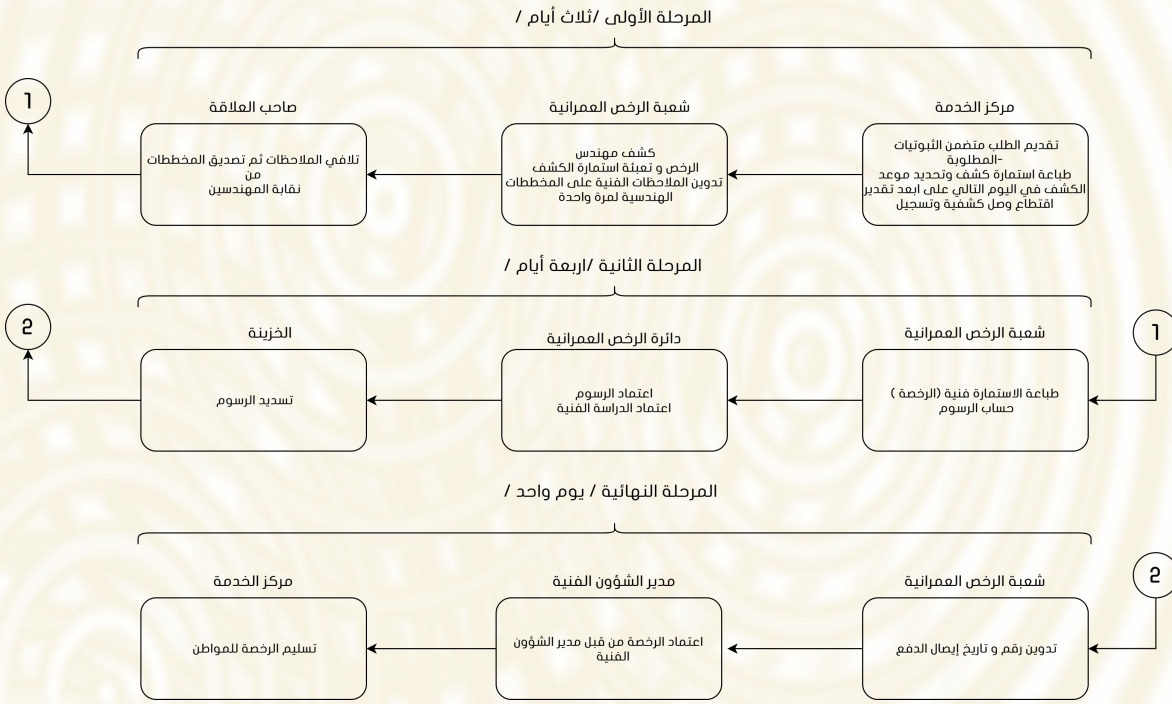 المرحلة الأولى /ثلاث أيام /
مركز الخدمة
تقديم الطلب متضمن الثبوتيات
المطلوبة-
طباعة استمارة كشف وتحديد موعد
الكشف في اليوم التالي على ابعد تقدير
اقتطاع وصل كشفية وتسجيل
شعبة الرخص العمرانية
كشف مهندس
الرخص و تعبئة استمارة الكشف
تدوين الملاحظات الفنية على المخططات
الهندسية لمرة واحدة
صاحب العلاقة
تلافي الملاحظات ثم تصديق المخططات
من
نقابة المهندسين
1
المرحلة الثانية /اربعة أيام /
1
شعبة الرخص العمرانية
طباعة الاستمارة فنية (الرخصة )
حساب الرسوم
دائرة الرخص العمرانية
اعتماد الرسوم
اعتماد الدراسة الفنية
الخزينة
تسديد الرسوم
2
المرحلة النهائية / يوم واحد /
2
شعبة الرخص العمرانية
تدوين رقم و تاريخ إيصال الدفع
مدير الشؤون الفنية
اعتماد الرخصة من قبل مدير الشؤون
الفنية
مركز الخدمة
تسليم الرخصة للمواطن